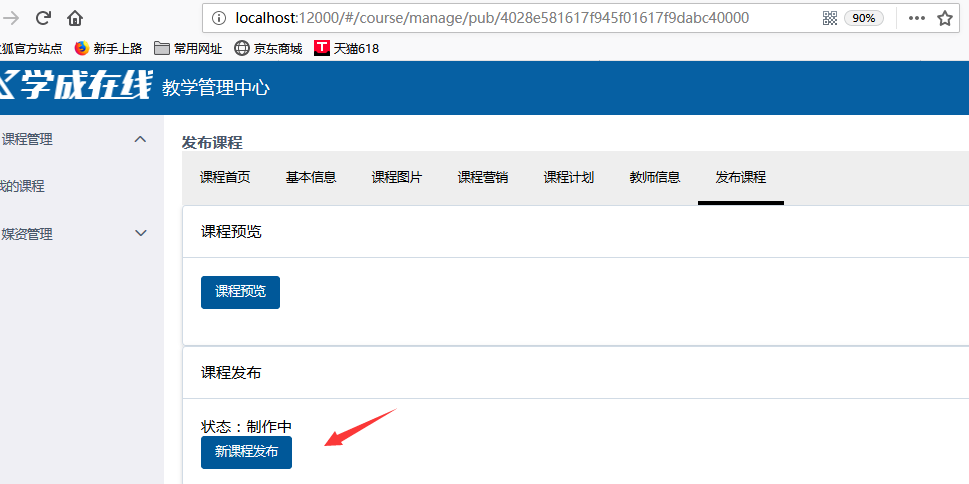 localhost:12000/#/course/manage/pub/4028e581617f945f01617f9dabc40000 90%
狐官方站点 新手上路 常用网址 京东商城 T 天猫618
学成在线 教学管理中心
课程管理
我的课程
媒资管理
发布课程
课程首页 基本信息 课程图片 课程营销 课程计划 教师信息 发布课程
课程预览
课程预览
课程发布
状态：制作中
新课程发布